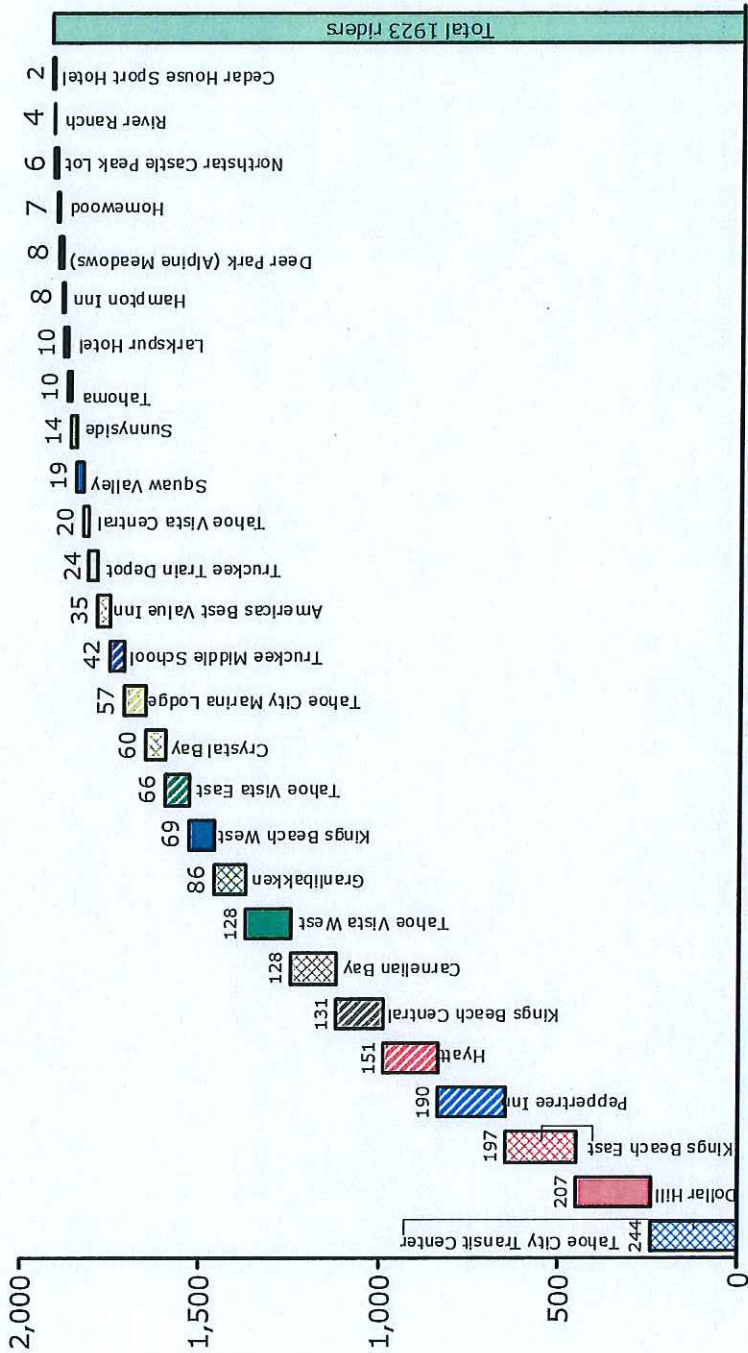 2,000
1,500
1,000
500
0
244
Tahoe City Transit Center
207
Dollar Hill
197
Kings Beach East
190
Peppertree Inn
151
Hyatt
131
Kings Beach Central
128
Carnelian Bay
128
Tahoe Vista West
86
Granlibakken
69
Kings Beach West
66
Tahoe Vista East
60
Crystal Bay
57
Tahoe City Marina Lodge
42
Truckee Middle School
35
Americas Best Value Inn
24
Truckee Train Depot
20
Tahoe Vista Central
19
Squaw Valley
14
Sunnyside
10
Tahoma
10
Larkspur Hotel
8
Hampton Inn
8
Deer Park (Alpine Meadows)
7
Homewood
6
Northstar Castle Peak Lot
4
River Ranch
2
Cedar House Sport Hotel
Total 1923 riders